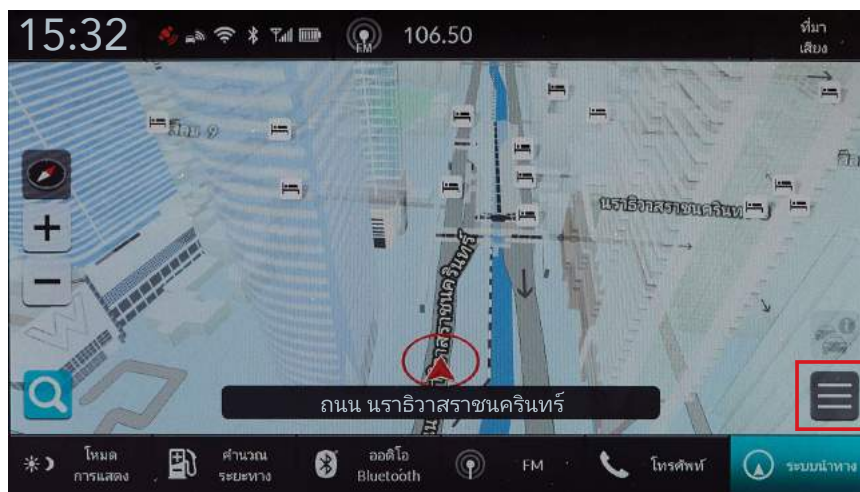 15:32
FM
106.50
ที่มา
เสียง
สีลม 9
นราธิวาสราชนครินท
ถนน นราธิวาสราชนครินทร์
โหมด
การแสดง
คำนวณ
ระยะทาง
ออดิโอ
Bluetooth
FM
โทรศัพท์
ระบบนำทาง